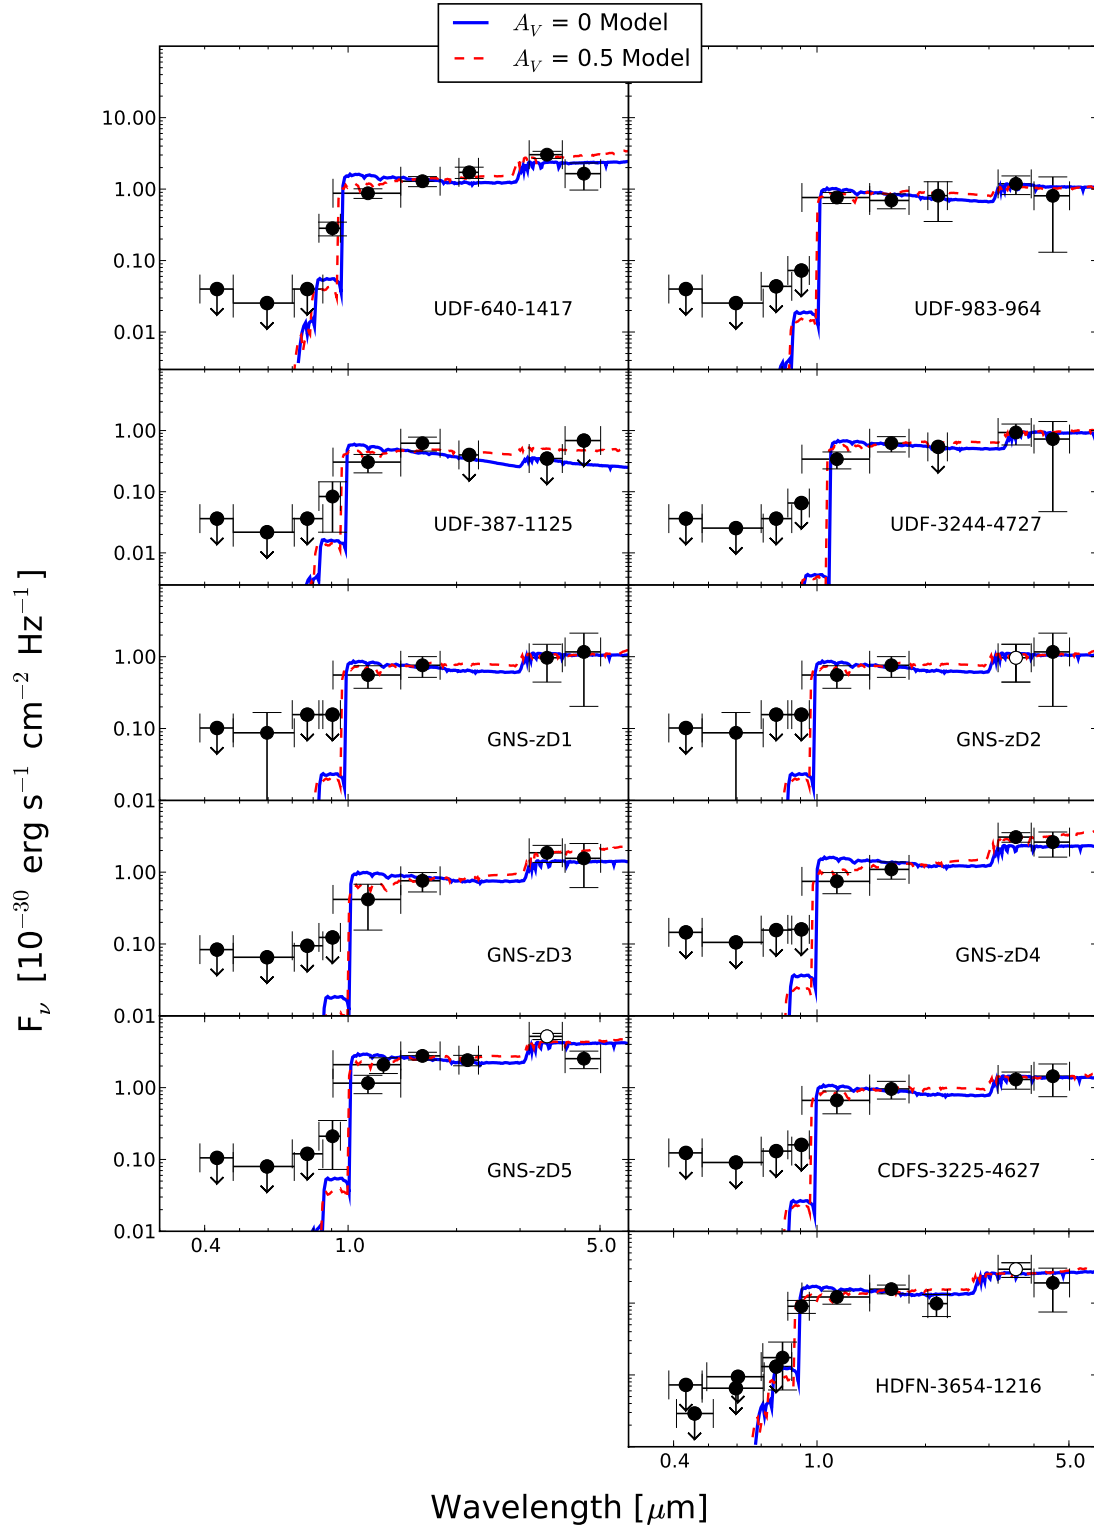 A_V = 0 Model
A_V = 0.5 Model
10.00
1.00
0.10
0.01
UDF-640-1417
UDF-983-964
1.00
0.10
0.01
UDF-387-1125
UDF-3244-4727
1.00
0.10
0.01
GNS-zD1
GNS-zD2
1.00
0.10
0.01
GNS-zD3
GNS-zD4
1.00
0.10
0.01
GNS-zD5
CDFS-3225-4627
0.4 1.0 5.0
HDFN-3654-1216
0.4 1.0 5.0
F_ν [10^−30 erg s^−1 cm^−2 Hz^−1]
Wavelength [μm]